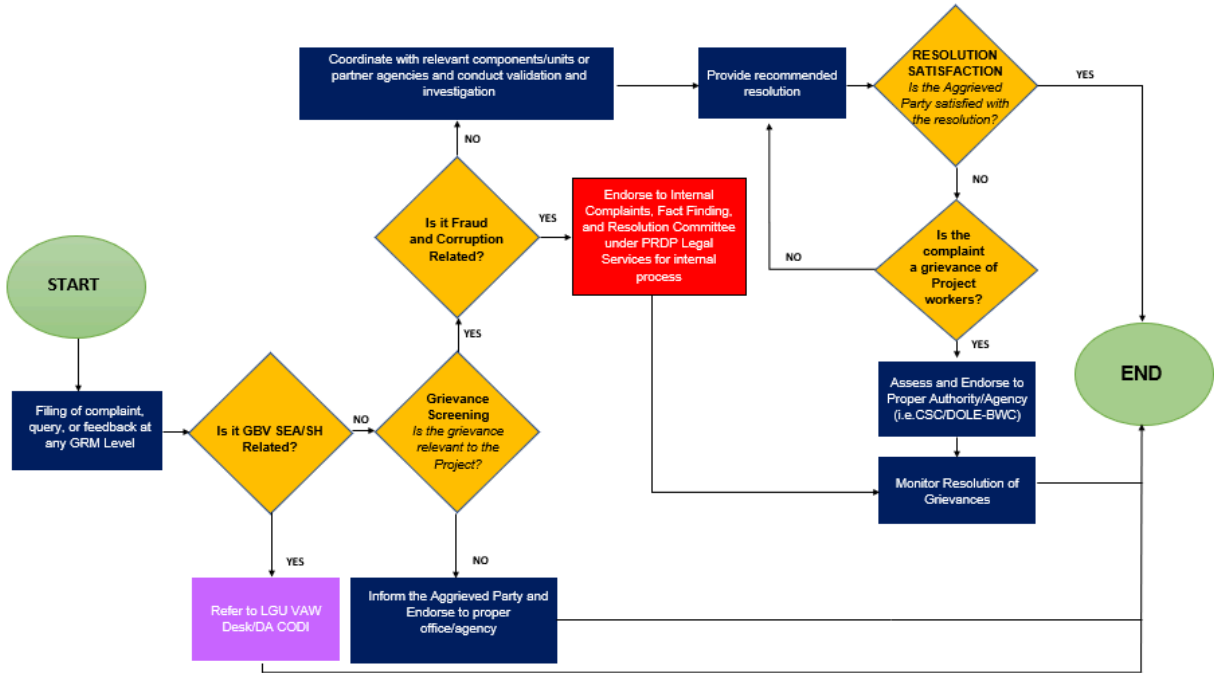 START
Filing of complaint,
query, or feedback at
any GRM Level
Is it GBV SEA/SH
Related?
NO
YES
Refer to LGU VAW
Desk/DA CODI
Grievance
Screening
Is the grievance
relevant to the
Project?
YES
NO
Inform the Aggrieved Party and
Endorse to proper
office/agency
Is it Fraud
and Corruption
Related?
NO
YES
Coordinate with relevant components/units or
partner agencies and conduct validation and
investigation
Endorse to Internal
Complaints, Fact Finding,
and Resolution Committee
under PRDP Legal
Services for internal
process
Provide recommended
resolution
RESOLUTION
SATISFACTION
Is the Aggrieved
Party satisfied with
the resolution?
YES
NO
Is the
complaint
a grievance of
Project
workers?
NO
YES
Assess and Endorse to
Proper Authority/Agency
(i.e.CSC/DOLE-BWC)
Monitor Resolution of
Grievances
END